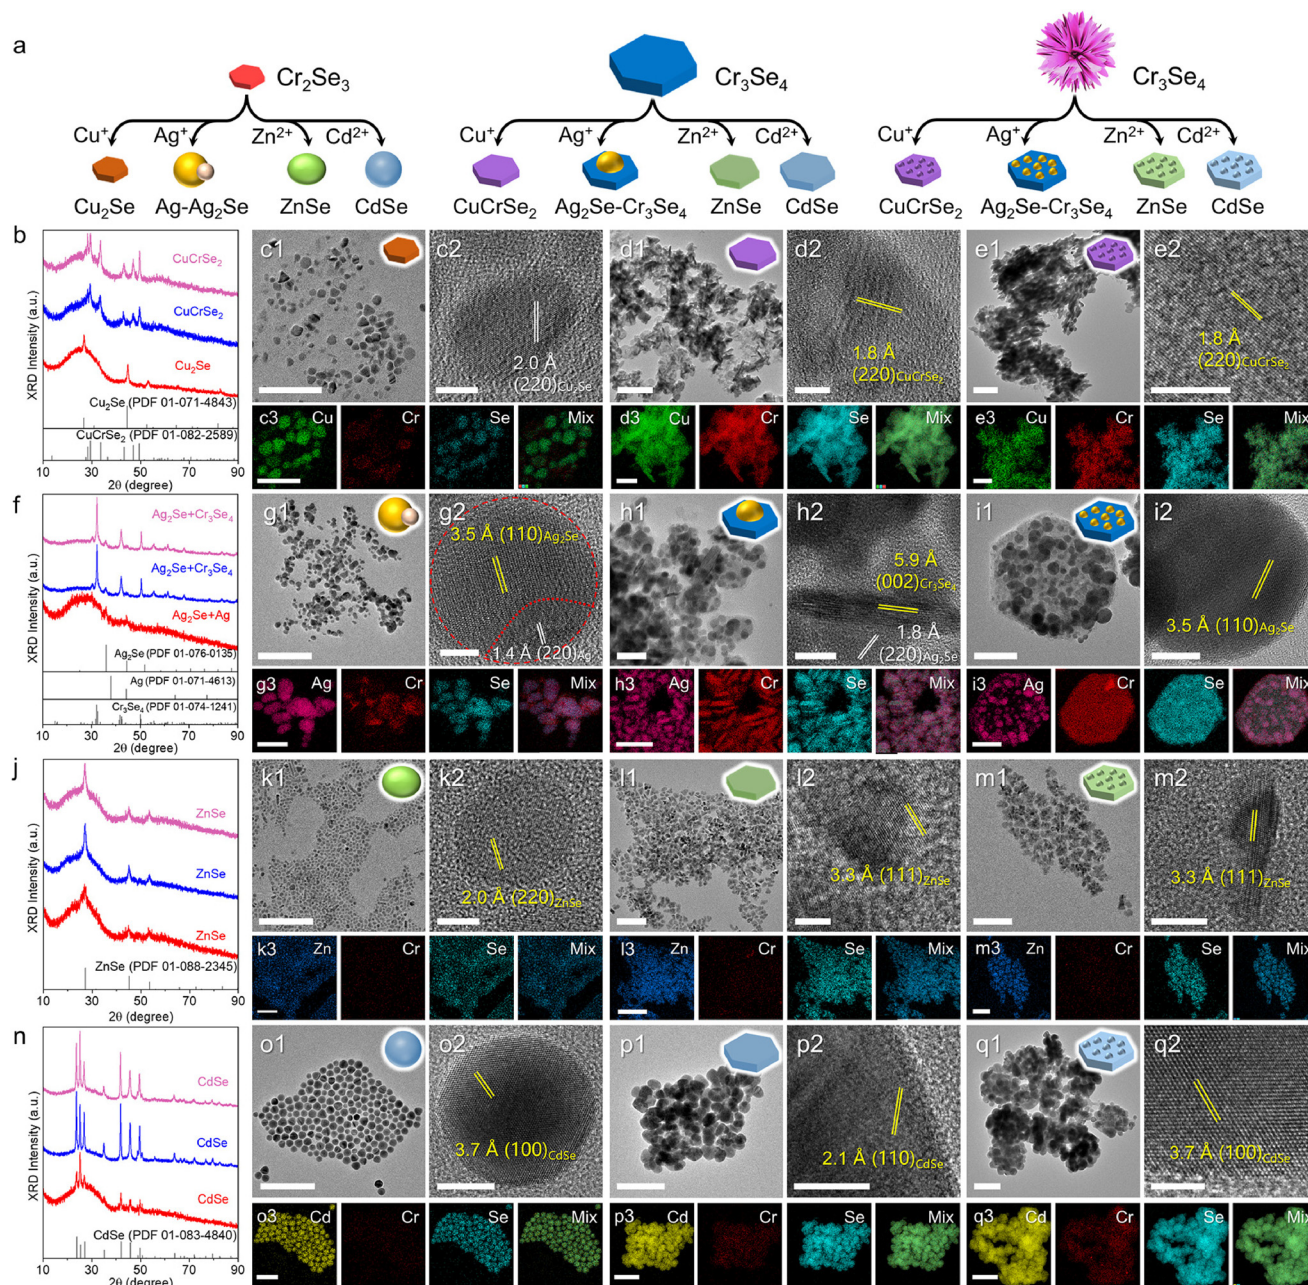 a
Cr₂Se₃
Cr₃Se₄
Cr₃Se₄
Cu⁺ Ag⁺ Zn²⁺ Cd²⁺
Cu⁺ Ag⁺ Zn²⁺ Cd²⁺
Cu⁺ Ag⁺ Zn²⁺ Cd²⁺
Cu₂Se Ag-Ag₂Se ZnSe CdSe
CuCrSe₂ Ag₂Se-Cr₃Se₄ ZnSe CdSe
CuCrSe₂ Ag₂Se-Cr₃Se₄ ZnSe CdSe
b
XRD Intensity (a.u.)
CuCrSe₂
CuCrSe₂
Cu₂Se
Cu₂Se (PDF 01-071-4843)
CuCrSe₂ (PDF 01-082-2589)
10 30 50 70 90
2θ (degree)
c1
c2
2.0 Å
(220)Cu₂Se
d1
d2
1.8 Å
(220)CuCrSe₂
e1
e2
1.8 Å
(220)CuCrSe₂
c3 Cu Cr Se Mix
d3 Cu Cr Se Mix
e3 Cu Cr Se Mix
f
XRD Intensity (a.u.)
Ag₂Se+Cr₃Se₄
Ag₂Se+Cr₃Se₄
Ag₂Se+Ag
Ag₂Se (PDF 01-076-0135)
Ag (PDF 01-071-4613)
Cr₃Se₄ (PDF 01-074-1241)
10 30 50 70 90
2θ (degree)
g1
g2
3.5 Å (110)Ag₂Se
1.4 Å (220)Ag
h1
h2
5.9 Å
(002)Cr₃Se₄
1.8 Å
(220)Ag₂Se
i1
i2
3.5 Å (110)Ag₂Se
g3 Ag Cr Se Mix
h3 Ag Cr Se Mix
i3 Ag Cr Se Mix
j
XRD Intensity (a.u.)
ZnSe
ZnSe
ZnSe
ZnSe (PDF 01-088-2345)
10 30 50 70 90
2θ (degree)
k1
k2
2.0 Å (220)ZnSe
l1
l2
3.3 Å (111)ZnSe
m1
m2
3.3 Å (111)ZnSe
k3 Zn Cr Se Mix
l3 Zn Cr Se Mix
m3 Zn Cr Se Mix
n
XRD Intensity (a.u.)
CdSe
CdSe
CdSe
CdSe (PDF 01-083-4840)
10 30 50 70 90
2θ (degree)
o1
o2
3.7 Å (100)CdSe
p1
p2
2.1 Å (110)CdSe
q1
q2
3.7 Å (100)CdSe
o3 Cd Cr Se Mix
p3 Cd Cr Se Mix
q3 Cd Cr Se Mix